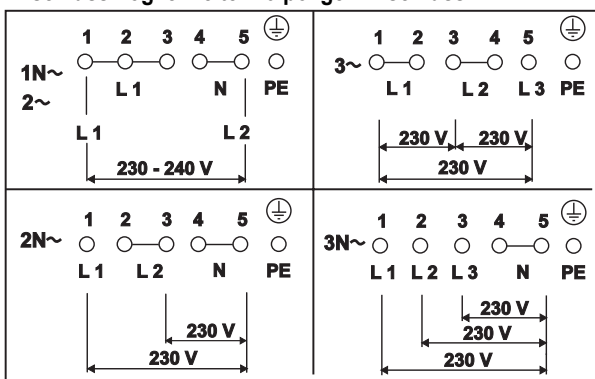 1 2 3 4 5
1N~
2~
L 1 N PE
L 1 L 2
230 - 240 V
1 2 3 4 5
3~
L 1 L 2 L 3 PE
230 V 230 V
230 V
1 2 3 4 5
2N~
L 1 L 2 N PE
230 V
230 V
1 2 3 4 5
3N~
L 1 L 2 L 3 N PE
230 V
230 V
230 V